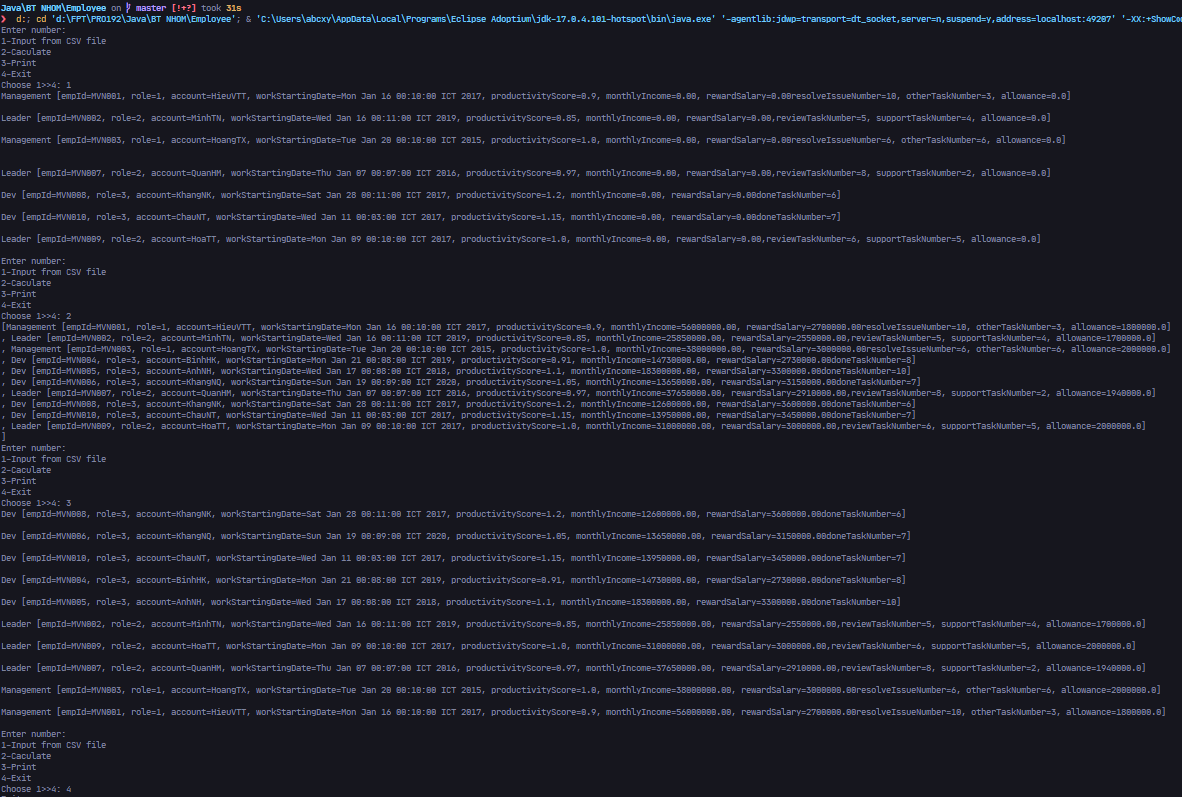 Java\BT NHOM\Employee on master [!+?] took 31s
❯ d:; cd 'd:\FPT\PRO192\Java\BT NHOM\Employee'; & 'C:\Users\abcxy\AppData\Local\Programs\Eclipse Adoptium\jdk-17.0.4.101-hotspot\bin\java.exe' '-agentlib:jdwp=transport=dt_socket,server=n,suspend=y,address=localhost:49207' '-XX:+ShowCo
Enter number:
1-Input from CSV file
2-Caculate
3-Print
4-Exit
Choose 1>>4: 1
Management [empId=MVN001, role=1, account=HieuVTT, workStartingDate=Mon Jan 16 00:10:00 ICT 2017, productivityScore=0.9, monthlyIncome=0.00, rewardSalary=0.00resolveIssueNumber=10, otherTaskNumber=3, allowance=0.0]
Leader [empId=MVN002, role=2, account=MinhTN, workStartingDate=Wed Jan 16 00:11:00 ICT 2019, productivityScore=0.85, monthlyIncome=0.00, rewardSalary=0.00,reviewTaskNumber=5, supportTaskNumber=4, allowance=0.0]
Management [empId=MVN003, role=1, account=HoangTX, workStartingDate=Tue Jan 20 00:10:00 ICT 2015, productivityScore=1.0, monthlyIncome=0.00, rewardSalary=0.00resolveIssueNumber=6, otherTaskNumber=6, allowance=0.0]
Leader [empId=MVN007, role=2, account=QuanHM, workStartingDate=Thu Jan 07 00:07:00 ICT 2016, productivityScore=0.97, monthlyIncome=0.00, rewardSalary=0.00,reviewTaskNumber=8, supportTaskNumber=2, allowance=0.0]
Dev [empId=MVN008, role=3, account=KhangNK, workStartingDate=Sat Jan 28 00:11:00 ICT 2017, productivityScore=1.2, monthlyIncome=0.00, rewardSalary=0.00doneTaskNumber=6]
Dev [empId=MVN010, role=3, account=ChauNT, workStartingDate=Wed Jan 11 00:03:00 ICT 2017, productivityScore=1.15, monthlyIncome=0.00, rewardSalary=0.00doneTaskNumber=7]
Leader [empId=MVN009, role=2, account=HoaTT, workStartingDate=Mon Jan 09 00:10:00 ICT 2017, productivityScore=1.0, monthlyIncome=0.00, rewardSalary=0.00,reviewTaskNumber=6, supportTaskNumber=5, allowance=0.0]
Enter number:
1-Input from CSV file
2-Caculate
3-Print
4-Exit
Choose 1>>4: 2
[Management [empId=MVN001, role=1, account=HieuVTT, workStartingDate=Mon Jan 16 00:10:00 ICT 2017, productivityScore=0.9, monthlyIncome=56000000.00, rewardSalary=2700000.00resolveIssueNumber=10, otherTaskNumber=3, allowance=1800000.0]
, Leader [empId=MVN002, role=2, account=MinhTN, workStartingDate=Wed Jan 16 00:11:00 ICT 2019, productivityScore=0.85, monthlyIncome=25850000.00, rewardSalary=2550000.00,reviewTaskNumber=5, supportTaskNumber=4, allowance=1700000.0]
, Management [empId=MVN003, role=1, account=HoangTX, workStartingDate=Tue Jan 20 00:10:00 ICT 2015, productivityScore=1.0, monthlyIncome=38000000.00, rewardSalary=3000000.00resolveIssueNumber=6, otherTaskNumber=6, allowance=2000000.0]
, Dev [empId=MVN004, role=3, account=BinhHK, workStartingDate=Mon Jan 21 00:08:00 ICT 2019, productivityScore=0.91, monthlyIncome=14730000.00, rewardSalary=2730000.00doneTaskNumber=8]
, Dev [empId=MVN005, role=3, account=AnhNH, workStartingDate=Wed Jan 17 00:08:00 ICT 2018, productivityScore=1.1, monthlyIncome=18300000.00, rewardSalary=3300000.00doneTaskNumber=10]
, Dev [empId=MVN006, role=3, account=KhangNQ, workStartingDate=Sun Jan 19 00:09:00 ICT 2020, productivityScore=1.05, monthlyIncome=13650000.00, rewardSalary=3150000.00doneTaskNumber=7]
, Leader [empId=MVN007, role=2, account=QuanHM, workStartingDate=Thu Jan 07 00:07:00 ICT 2016, productivityScore=0.97, monthlyIncome=37650000.00, rewardSalary=2910000.00,reviewTaskNumber=8, supportTaskNumber=2, allowance=1940000.0]
, Dev [empId=MVN008, role=3, account=KhangNK, workStartingDate=Sat Jan 28 00:11:00 ICT 2017, productivityScore=1.2, monthlyIncome=12600000.00, rewardSalary=3600000.00doneTaskNumber=6]
, Dev [empId=MVN010, role=3, account=ChauNT, workStartingDate=Wed Jan 11 00:03:00 ICT 2017, productivityScore=1.15, monthlyIncome=13950000.00, rewardSalary=3450000.00doneTaskNumber=7]
, Leader [empId=MVN009, role=2, account=HoaTT, workStartingDate=Mon Jan 09 00:10:00 ICT 2017, productivityScore=1.0, monthlyIncome=31000000.00, rewardSalary=3000000.00,reviewTaskNumber=6, supportTaskNumber=5, allowance=2000000.0]
]
Enter number:
1-Input from CSV file
2-Caculate
3-Print
4-Exit
Choose 1>>4: 3
Dev [empId=MVN008, role=3, account=KhangNK, workStartingDate=Sat Jan 28 00:11:00 ICT 2017, productivityScore=1.2, monthlyIncome=12600000.00, rewardSalary=3600000.00doneTaskNumber=6]
Dev [empId=MVN006, role=3, account=KhangNQ, workStartingDate=Sun Jan 19 00:09:00 ICT 2020, productivityScore=1.05, monthlyIncome=13650000.00, rewardSalary=3150000.00doneTaskNumber=7]
Dev [empId=MVN010, role=3, account=ChauNT, workStartingDate=Wed Jan 11 00:03:00 ICT 2017, productivityScore=1.15, monthlyIncome=13950000.00, rewardSalary=3450000.00doneTaskNumber=7]
Dev [empId=MVN004, role=3, account=BinhHK, workStartingDate=Mon Jan 21 00:08:00 ICT 2019, productivityScore=0.91, monthlyIncome=14730000.00, rewardSalary=2730000.00doneTaskNumber=8]
Dev [empId=MVN005, role=3, account=AnhNH, workStartingDate=Wed Jan 17 00:08:00 ICT 2018, productivityScore=1.1, monthlyIncome=18300000.00, rewardSalary=3300000.00doneTaskNumber=10]
Leader [empId=MVN002, role=2, account=MinhTN, workStartingDate=Wed Jan 16 00:11:00 ICT 2019, productivityScore=0.85, monthlyIncome=25850000.00, rewardSalary=2550000.00,reviewTaskNumber=5, supportTaskNumber=4, allowance=1700000.0]
Leader [empId=MVN009, role=2, account=HoaTT, workStartingDate=Mon Jan 09 00:10:00 ICT 2017, productivityScore=1.0, monthlyIncome=31000000.00, rewardSalary=3000000.00,reviewTaskNumber=6, supportTaskNumber=5, allowance=2000000.0]
Leader [empId=MVN007, role=2, account=QuanHM, workStartingDate=Thu Jan 07 00:07:00 ICT 2016, productivityScore=0.97, monthlyIncome=37650000.00, rewardSalary=2910000.00,reviewTaskNumber=8, supportTaskNumber=2, allowance=1940000.0]
Management [empId=MVN003, role=1, account=HoangTX, workStartingDate=Tue Jan 20 00:10:00 ICT 2015, productivityScore=1.0, monthlyIncome=38000000.00, rewardSalary=3000000.00resolveIssueNumber=6, otherTaskNumber=6, allowance=2000000.0]
Management [empId=MVN001, role=1, account=HieuVTT, workStartingDate=Mon Jan 16 00:10:00 ICT 2017, productivityScore=0.9, monthlyIncome=56000000.00, rewardSalary=2700000.00resolveIssueNumber=10, otherTaskNumber=3, allowance=1800000.0]
Enter number:
1-Input from CSV file
2-Caculate
3-Print
4-Exit
Choose 1>>4: 4